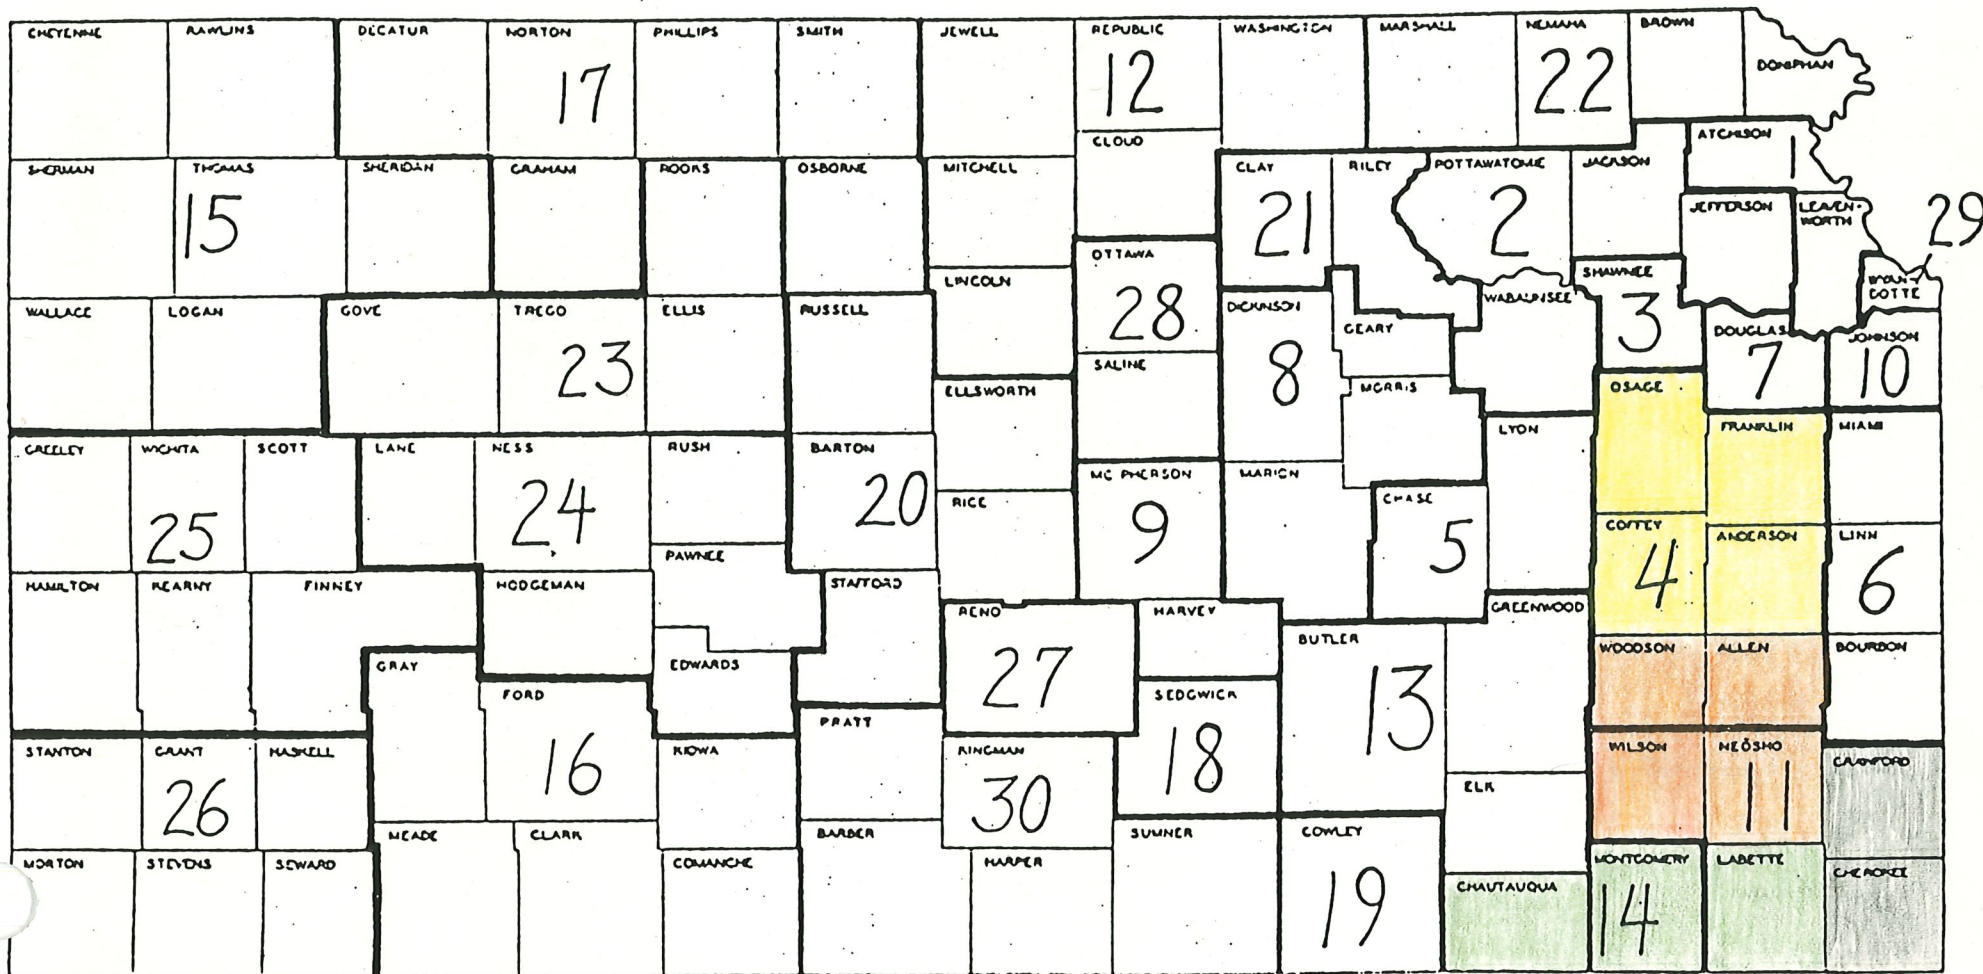 CHEYENNE RAWLINS DECATUR NORTON PHILLIPS SMITH JEWELL REPUBLIC WASHINGTON MARSHALL NEMAHA BROWN
DONIPHAN
17 12 22
CLOUD ATCHISON 1
SHERMAN THOMAS SHERIDAN GRAHAM ROOKS OSBORNE MITCHELL CLAY RILEY POTTAWATOMIE JACKSON
15 21 2 JEFFERSON LEAVEN- 29
WORTH
OTTAWA
LINCOLN SHAWNEE WYAN-
DOTTE
WALLACE LOGAN GOVE TREGO ELLIS RUSSELL 28 DICKINSON WABAUNSEE 3
GEARY DOUGLAS JOHNSON
23 SALINE 8 7 10
ELLSWORTH MORRIS OSAGE
GREELEY WICHITA SCOTT LANE NESS RUSH BARTON LYON FRANKLIN MIAMI
MC PHERSON MARION
25 24 20 RICE 9 CHASE
5 COFFEY ANDERSON LINN
PAWNEE 4 6
HAMILTON KEARNY FINNEY HODGEMAN STAFFORD
RENO HARVEY GREENWOOD
GRAY EDWARDS 27 BUTLER WOODSON ALLEN BOURBON
FORD SEDGWICK 13
PRATT
STANTON GRANT HASKELL 16 KIOWA KINGMAN 18 WILSON NEOSHO CRAWFORD
26 30 ELK 11
MEADE CLARK BARBER SUMNER COWLEY
MORTON STEVENS SEWARD COMANCHE HARPER MONTGOMERY LABETTE CHEROKEE
19 CHAUTAUQUA 14